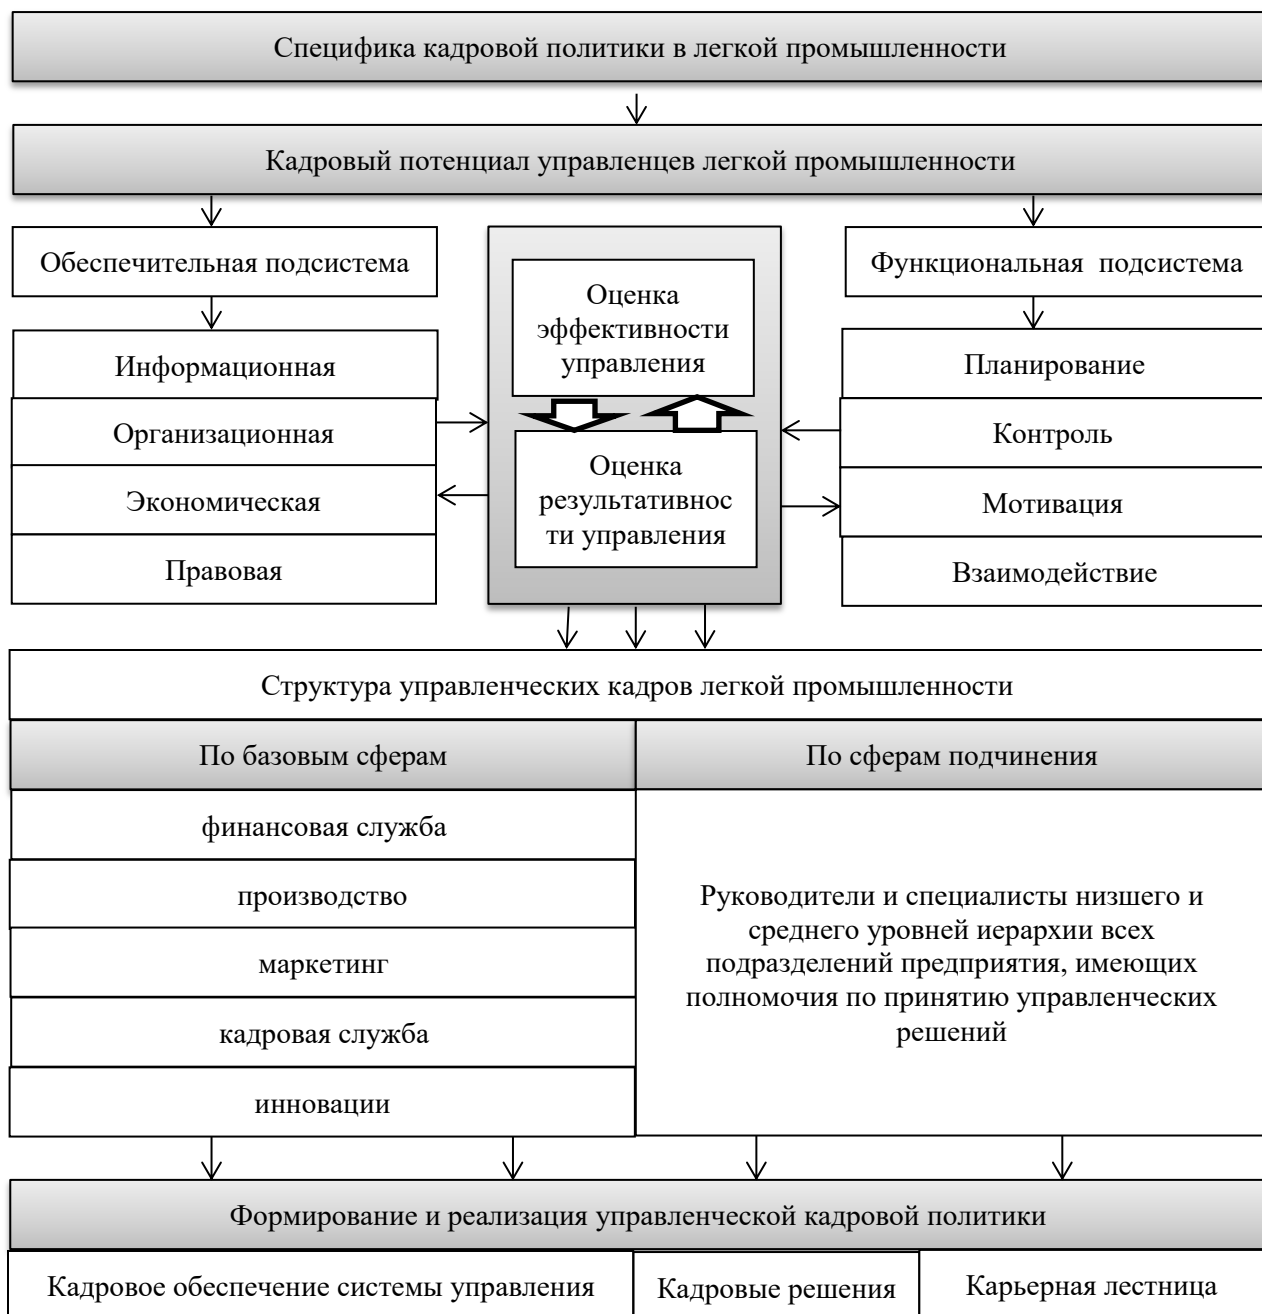 Специфика кадровой политики в легкой промышленности
Кадровый потенциал управленцев легкой промышленности
Обеспечительная подсистема
Информационная
Организационная
Экономическая
Правовая
Оценка
эффективности
управления
Оценка
результативнос
ти управления
Функциональная подсистема
Планирование
Контроль
Мотивация
Взаимодействие
Структура управленческих кадров легкой промышленности
По базовым сферам
финансовая служба
производство
маркетинг
кадровая служба
инновации
По сферам подчинения
Руководители и специалисты низшего и
среднего уровней иерархии всех
подразделений предприятия, имеющих
полномочия по принятию управленческих
решений
Формирование и реализация управленческой кадровой политики
Кадровое обеспечение системы управления
Кадровые решения
Карьерная лестница